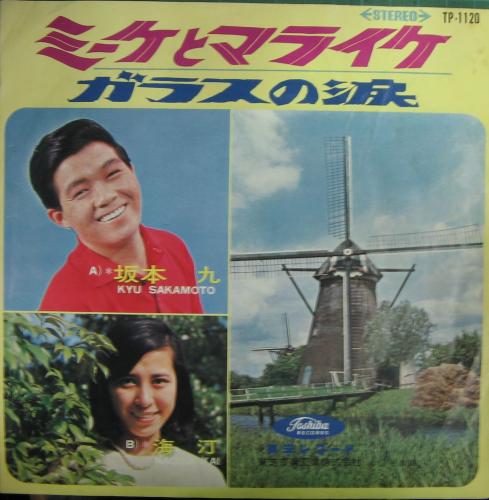 STEREO
TP-1120
ミーケとマライケ
ガラスの涙
A)*坂本 九
KYU SAKAMOTO
B) 海 汀
Toshiba
RECORDS
東芝レコード